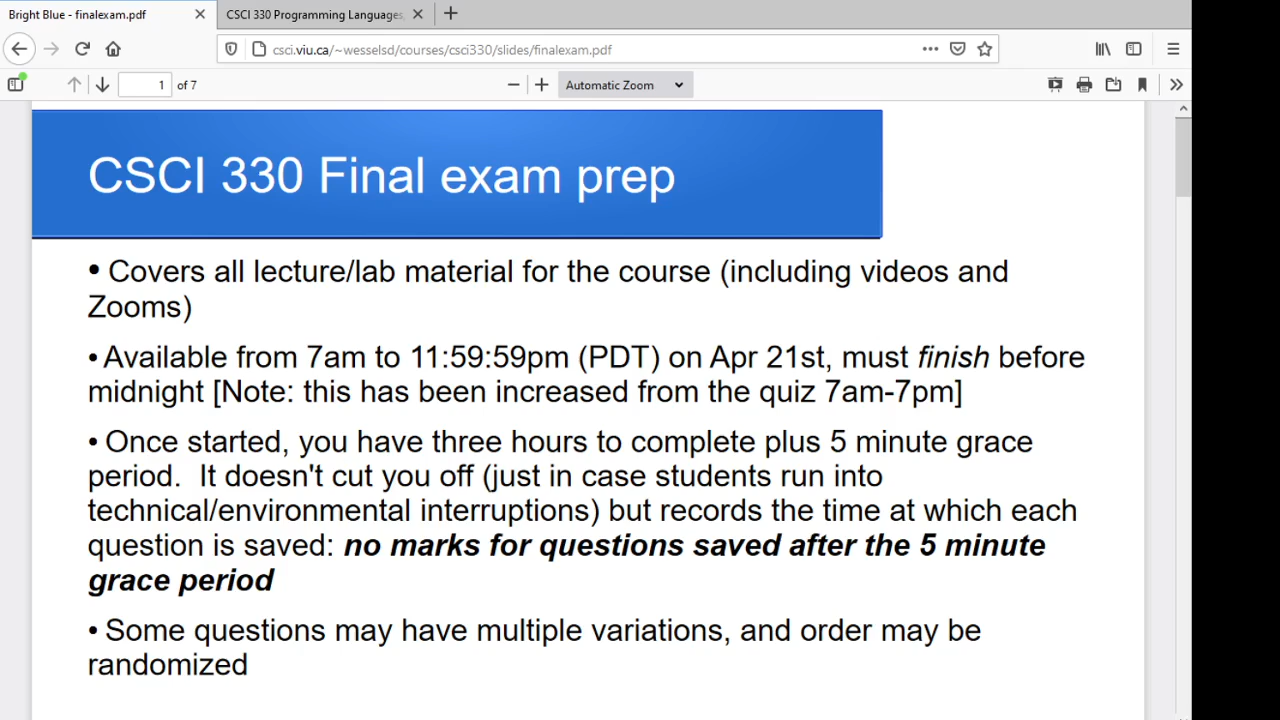 Bright Blue - finalexam.pdf
CSCI 330 Programming Languages,
csci.viu.ca/~wesselsd/courses/csci330/slides/finalexam.pdf
1 of 7
Automatic Zoom
CSCI 330 Final exam prep
• Covers all lecture/lab material for the course (including videos and
Zooms)
• Available from 7am to 11:59:59pm (PDT) on Apr 21st, must finish before
midnight [Note: this has been increased from the quiz 7am-7pm]
• Once started, you have three hours to complete plus 5 minute grace
period. It doesn't cut you off (just in case students run into
technical/environmental interruptions) but records the time at which each
question is saved: no marks for questions saved after the 5 minute
grace period
• Some questions may have multiple variations, and order may be
randomized